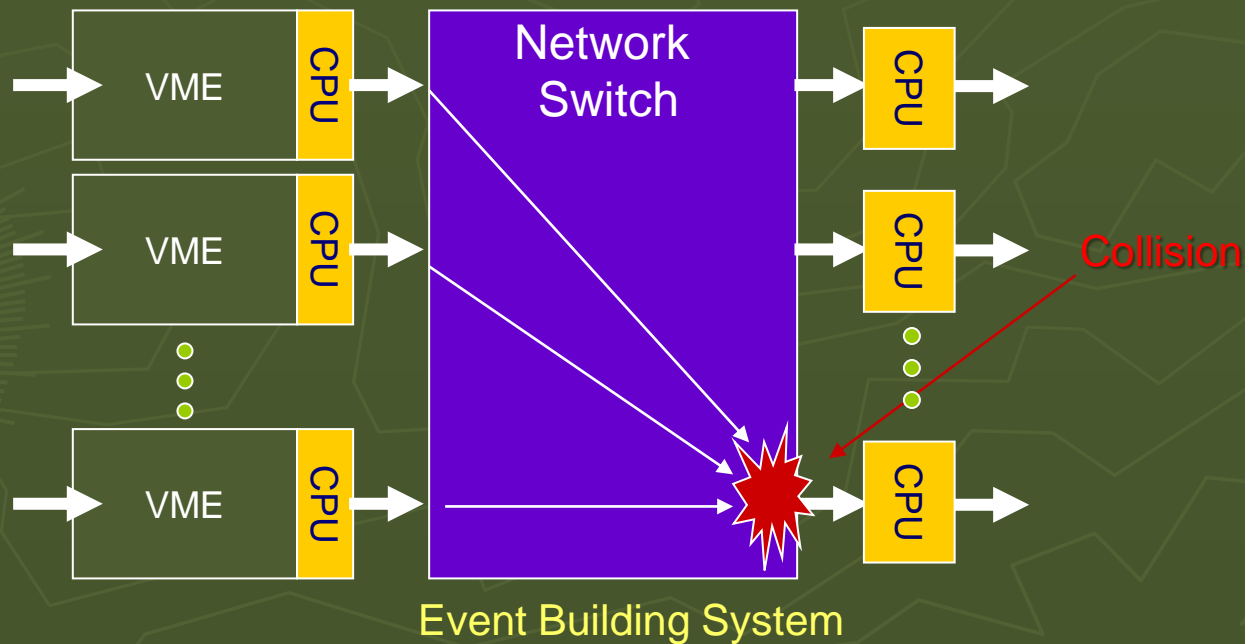 Network
Switch
VME
CPU
CPU
VME
CPU
CPU
Collision
VME
CPU
CPU
Event Building System